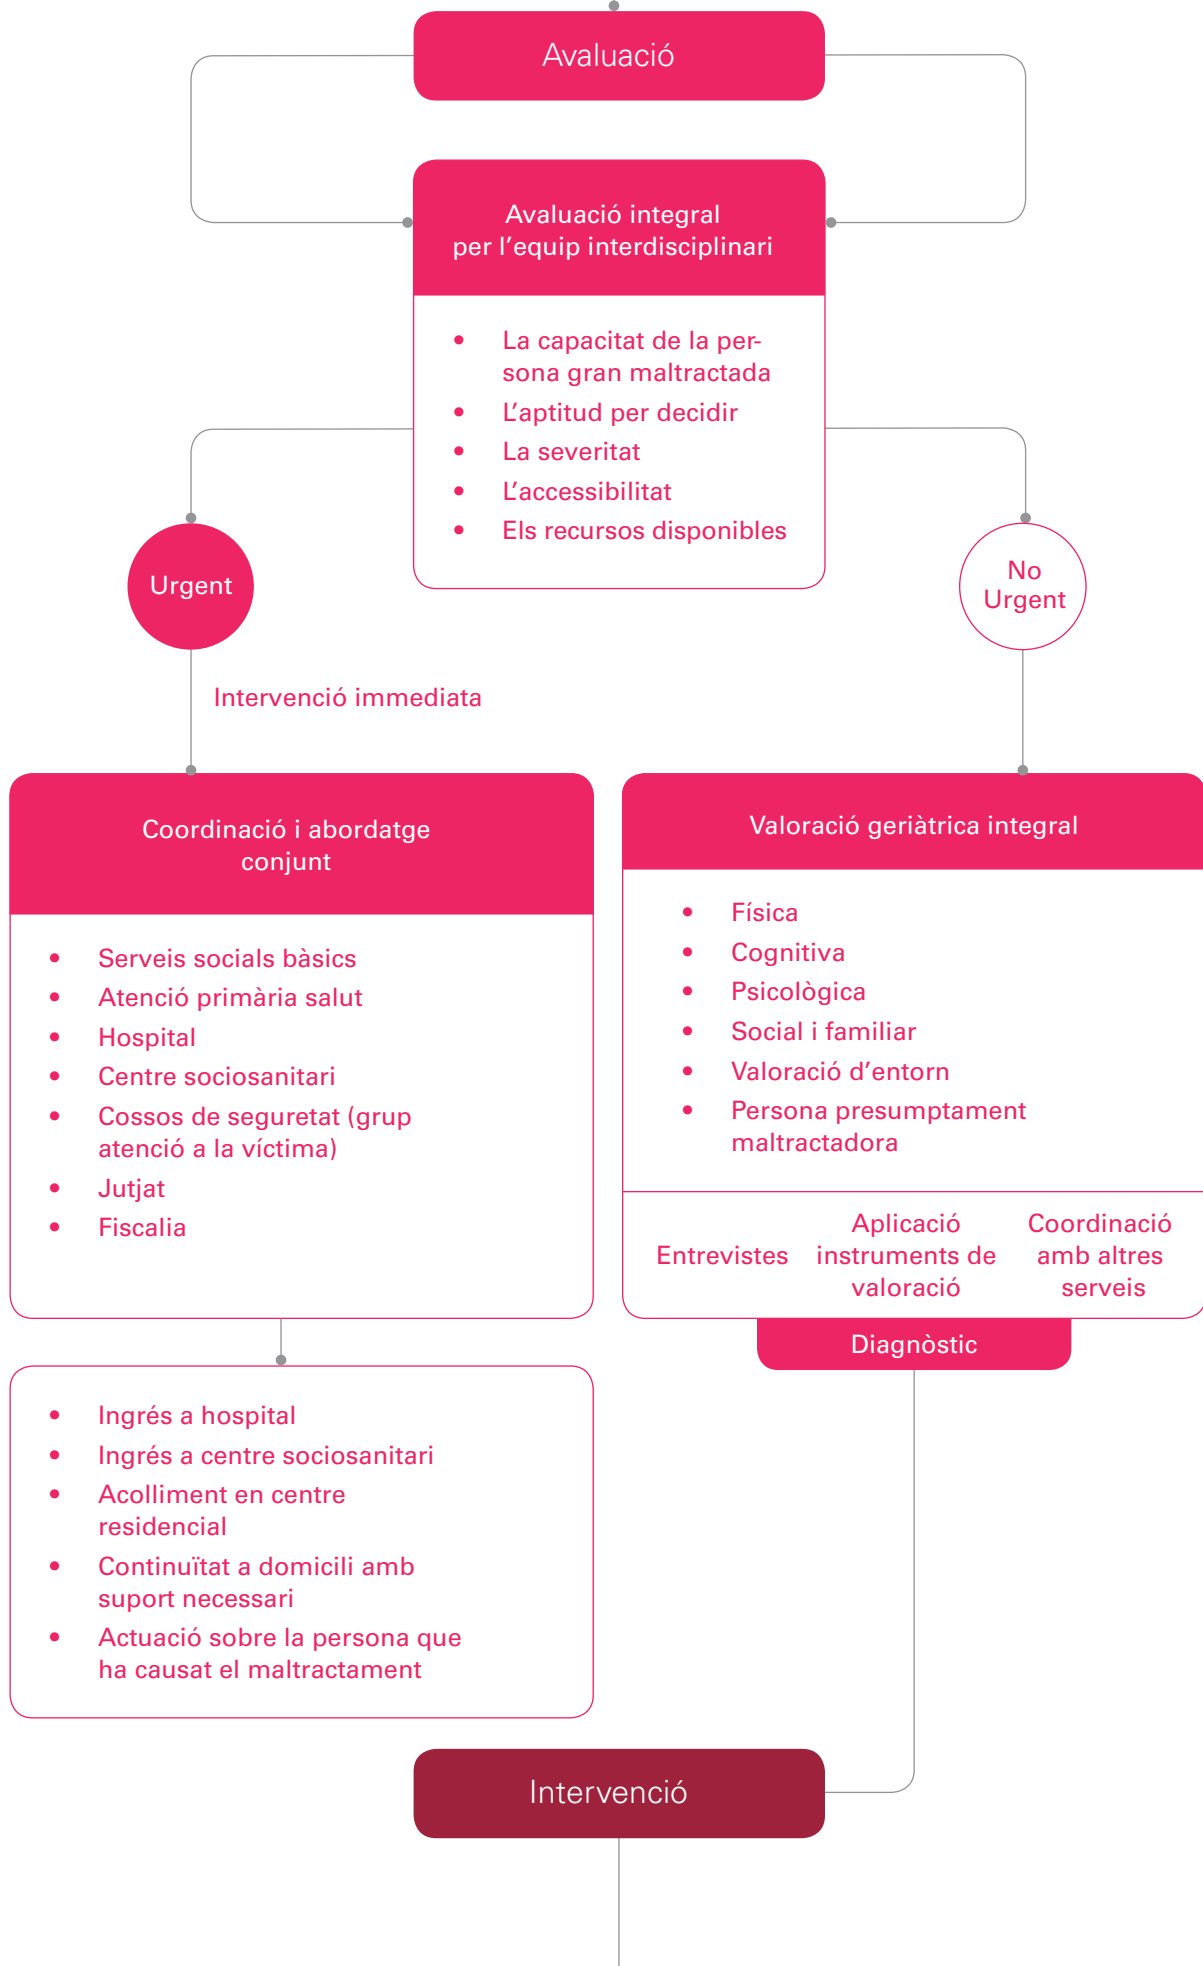 Avaluació
Avaluació integral
per l’equip interdisciplinari
• La capacitat de la per-
sona gran maltractada
• L’aptitud per decidir
• La severitat
• L’accessibilitat
• Els recursos disponibles
Urgent
No
Urgent
Intervenció immediata
Coordinació i abordatge
conjunt
• Serveis socials bàsics
• Atenció primària salut
• Hospital
• Centre sociosanitari
• Cossos de seguretat (grup
atenció a la víctima)
• Jutjat
• Fiscalia
Valoració geriàtrica integral
• Física
• Cognitiva
• Psicològica
• Social i familiar
• Valoració d’entorn
• Persona presumptament
maltractadora
Entrevistes
Aplicació
instruments de
valoració
Coordinació
amb altres
serveis
Diagnòstic
• Ingrés a hospital
• Ingrés a centre sociosanitari
• Acolliment en centre
residencial
• Continuïtat a domicili amb
suport necessari
• Actuació sobre la persona que
ha causat el maltractament
Intervenció